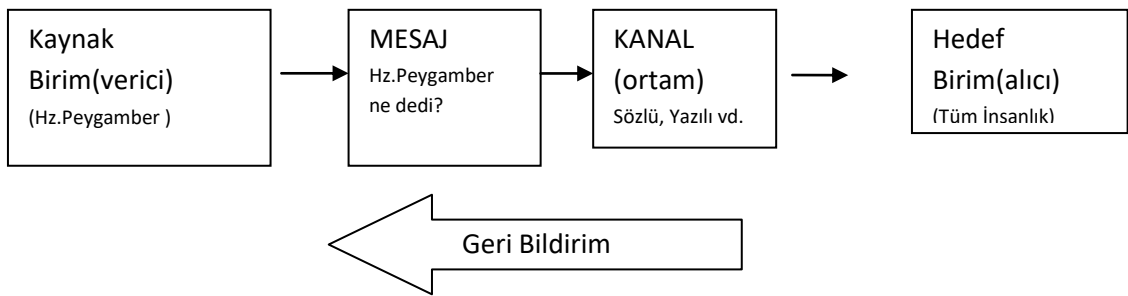 Kaynak
Birim(verici)
(Hz.Peygamber )
MESAJ
Hz.Peygamber
ne dedi?
KANAL
(ortam)
Sözlü, Yazılı vd.
Hedef
Birim(alıcı)
(Tüm İnsanlık)
Geri Bildirim